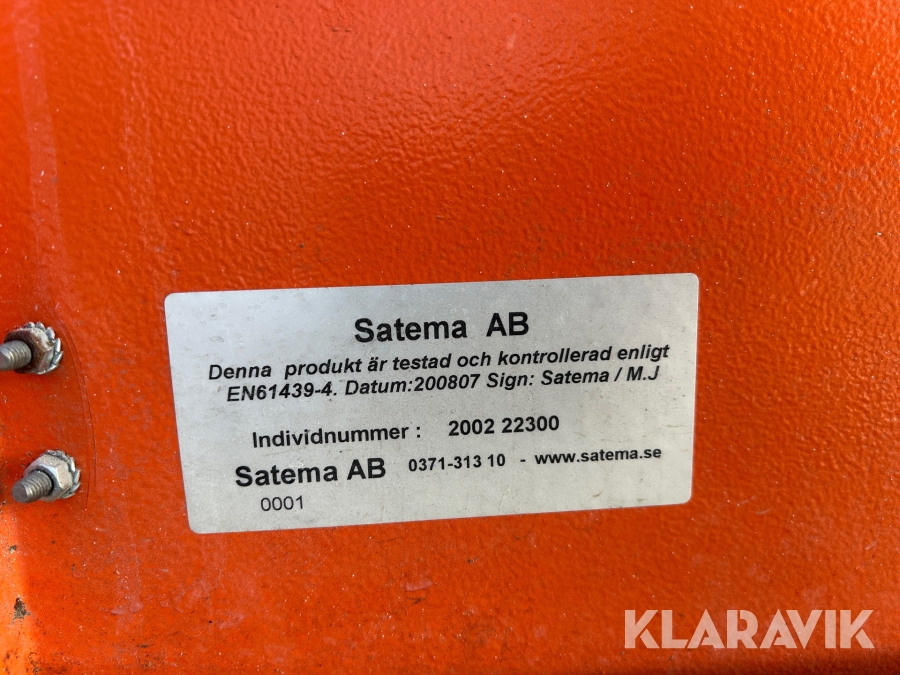 Satema AB
Denna produkt är testad och kontrollerad enligt
EN61439-4. Datum:200807 Sign: Satema / M.J
Individnummer : 2002 22300
Satema AB 0371-313 10 - www.satema.se
0001
KLARAVIK